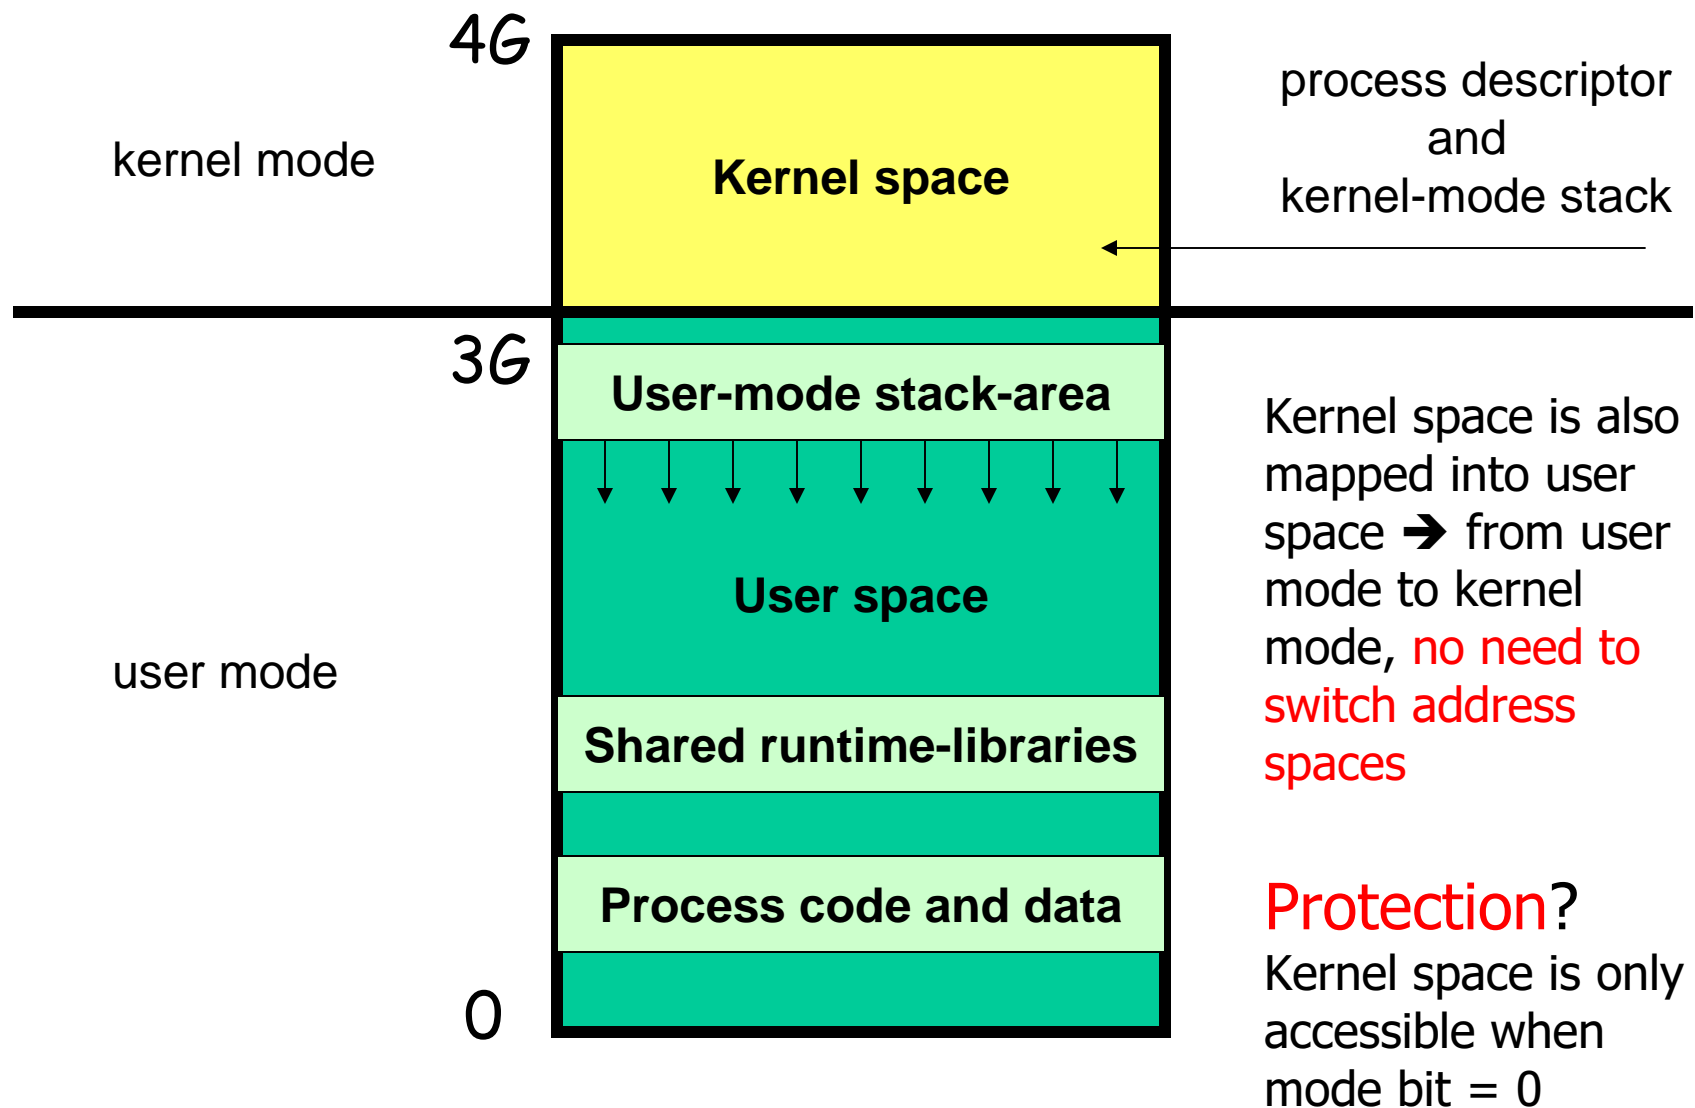 4G
kernel mode
Kernel space
process descriptor
and
kernel-mode stack
3G
User-mode stack-area
User space
user mode
Shared runtime-libraries
Process code and data
0
Kernel space is also
mapped into user
space ➔ from user
mode to kernel
mode, no need to
switch address
spaces
Protection?
Kernel space is only
accessible when
mode bit = 0